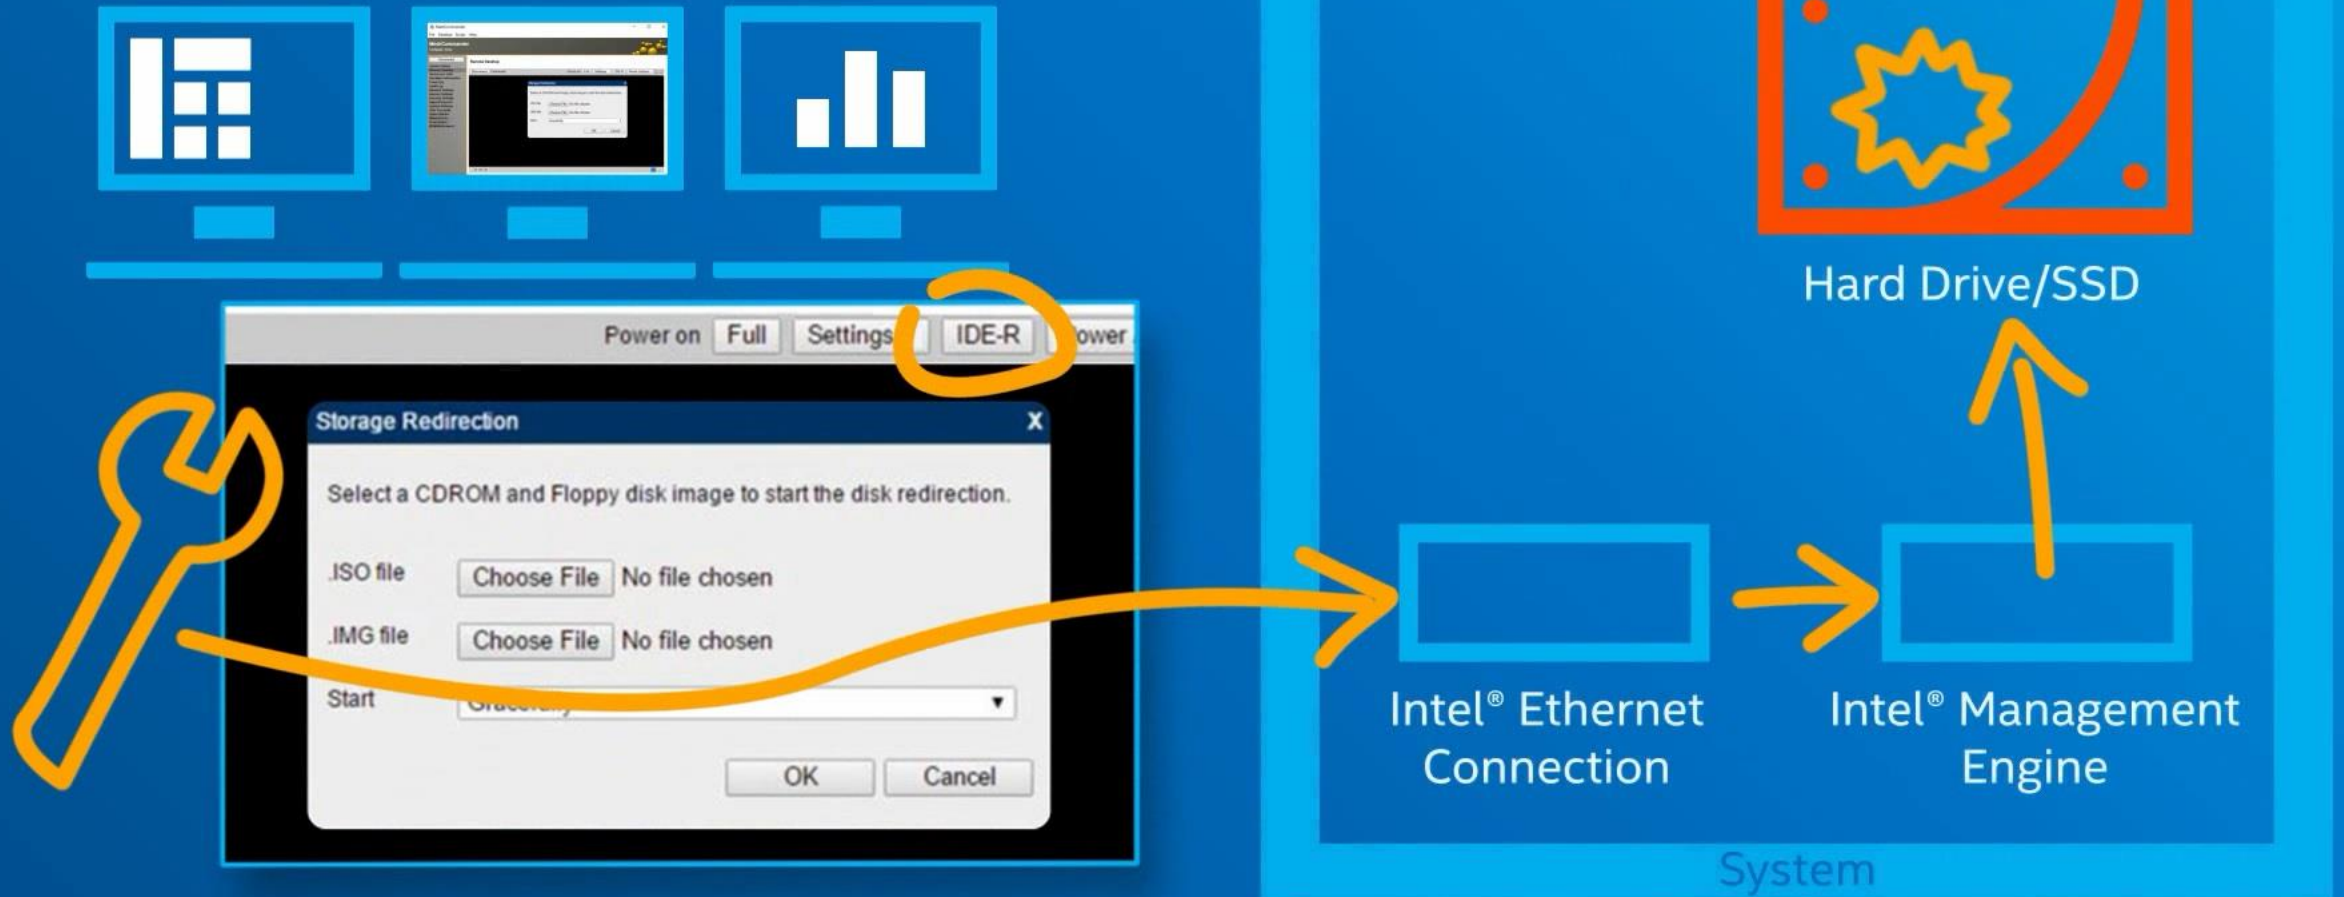 Power on Full Settings IDE-R ower
Storage Redirection X
Select a CDROM and Floppy disk image to start the disk redirection.
.ISO file Choose File No file chosen
.IMG file Choose File No file chosen
Start
OK Cancel
Hard Drive/SSD
Intel® Ethernet
Connection
Intel® Management
Engine
System